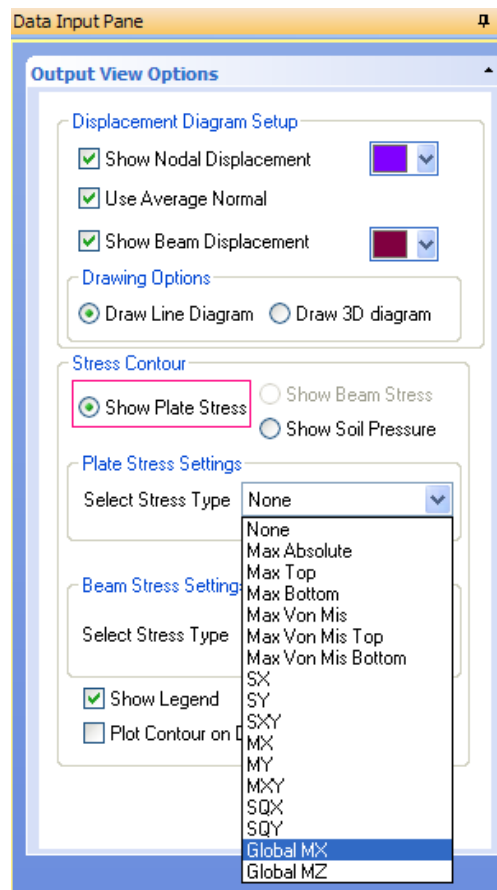 Data Input Pane
Output View Options
Displacement Diagram Setup
Show Nodal Displacement
Use Average Normal
Show Beam Displacement
Drawing Options
Draw Line Diagram Draw 3D diagram
Stress Contour
Show Plate Stress
Show Beam Stress
Show Soil Pressure
Plate Stress Settings
Select Stress Type None
None
Max Absolute
Max Top
Max Bottom
Max Von Mis
Max Von Mis Top
Max Von Mis Bottom
SX
SY
SXY
MX
MY
MXY
SQX
SQY
Global MX
Global MZ
Beam Stress Setting
Select Stress Type
Show Legend
Plot Contour on